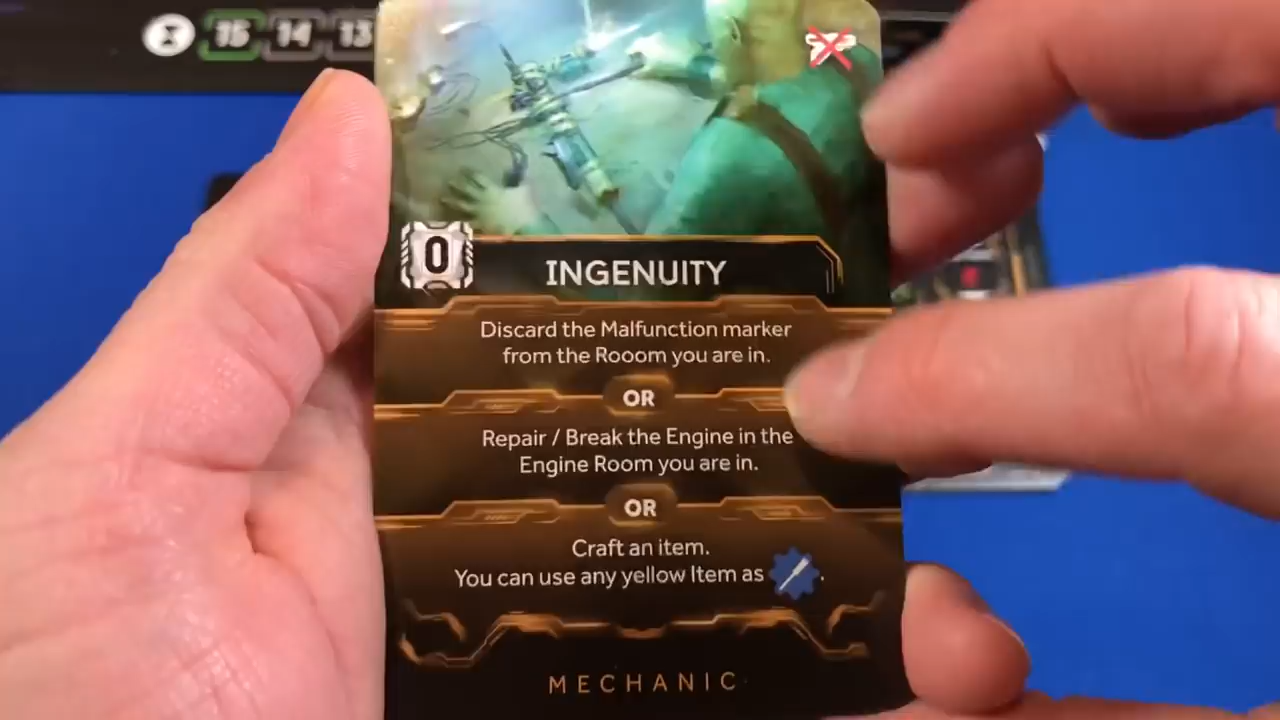 15 14 13
0
INGENUITY
Discard the Malfunction marker
from the Rooom you are in.
OR
Repair / Break the Engine in the
Engine Room you are in.
OR
Craft an item.
You can use any yellow Item as .
MECHANIC